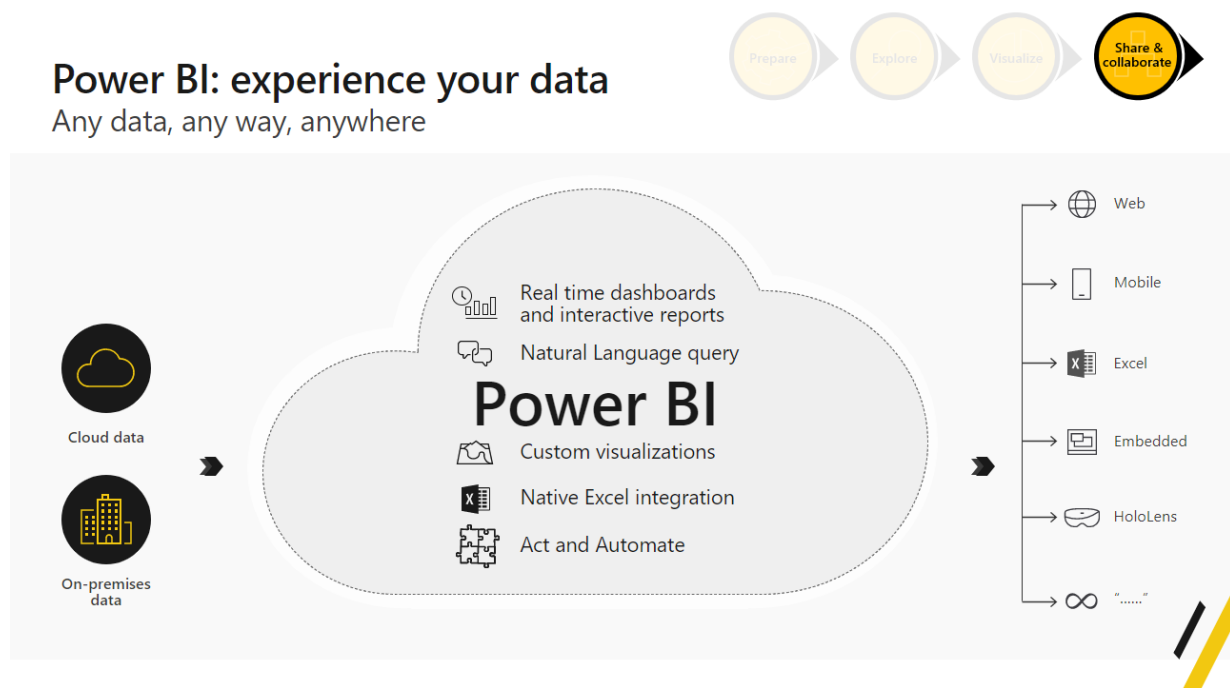 Prepare
Explore
Visualize
Share &
collaborate
Power BI: experience your data
Any data, any way, anywhere
Cloud data
On-premises
data
Real time dashboards
and interactive reports
Natural Language query
Power BI
Custom visualizations
Native Excel integration
Act and Automate
Web
Mobile
X
Excel
Embedded
HoloLens
"......"
X